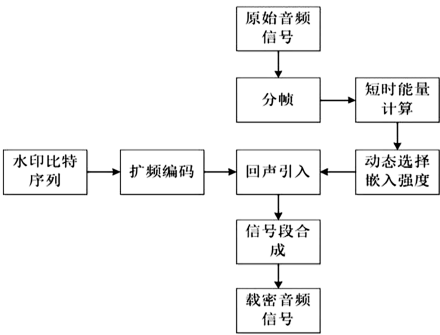 原始音频
信号
分帧
短时能量
计算
水印比特
序列
扩频编码
回声引入
动态选择
嵌入强度
信号段合
成
载密音频
信号